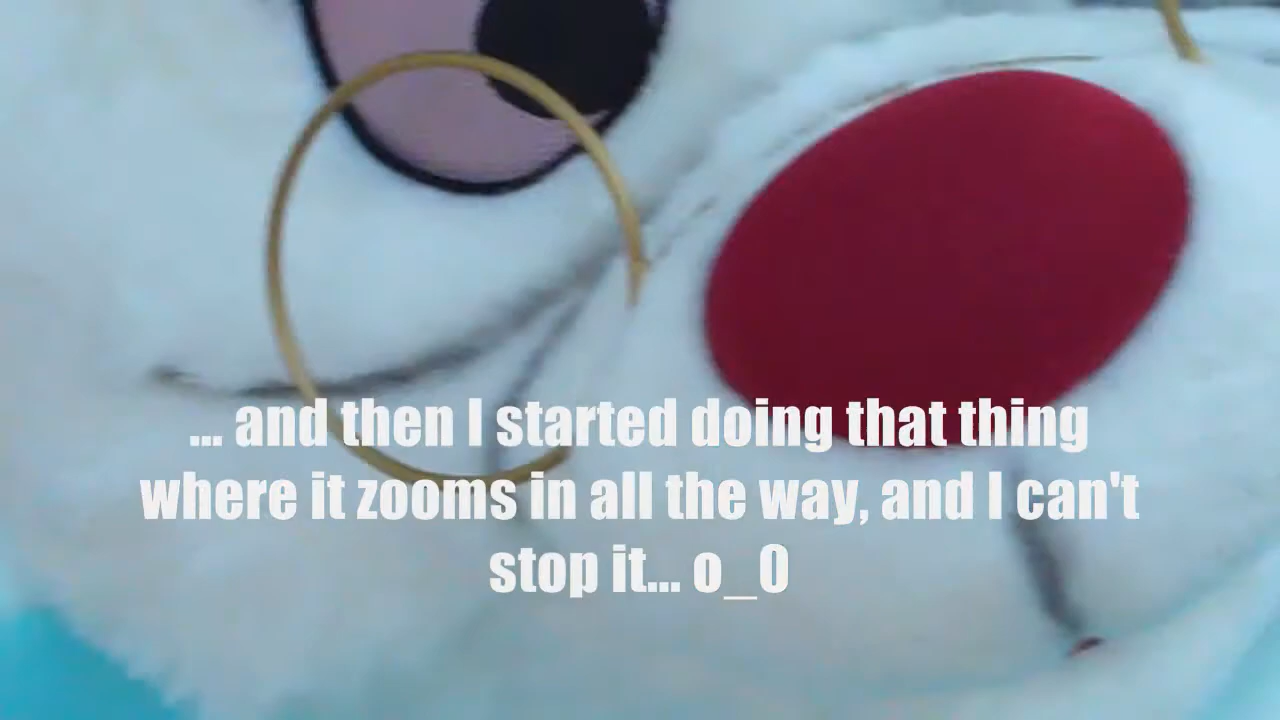 ... and then I started doing that thing
where it zooms in all the way, and I can't
stop it... o_O